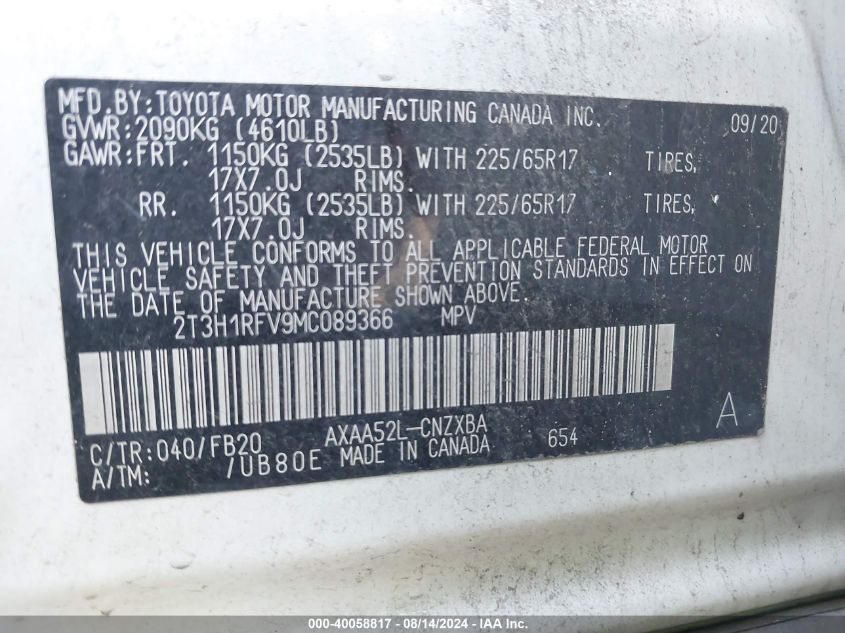 MFD.BY:TOYOTA MOTOR MANUFACTURING CANADA INC. 09/20
GVWR:2090KG (4610LB)
GAWR:FRT. 1150KG (2535LB) WITH 225/65R17 TIRES,
17X7.0J RIMS.
RR. 1150KG (2535LB) WITH 225/65R17 TIRES,
17X7.0J RIMS.
THIS VEHICLE CONFORMS TO ALL APPLICABLE FEDERAL MOTOR
VEHICLE SAFETY AND THEFT PREVENTION STANDARDS IN EFFECT ON
THE DATE OF MANUFACTURE SHOWN ABOVE.
2T3H1RFV9MC089366 MPV
C/TR:040/FB20 AXAA52L-CNZXBA 654 A
A/TM: /UB80E MADE IN CANADA
000-40058817 - 08/14/2024 - IAAI.COM